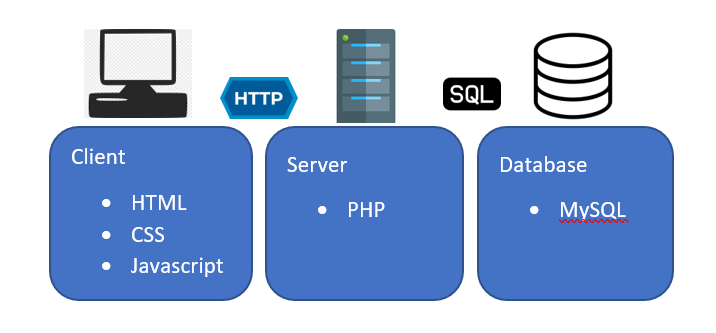 HTTP
SQL
Client
HTML
CSS
Javascript
Server
PHP
Database
MySQL